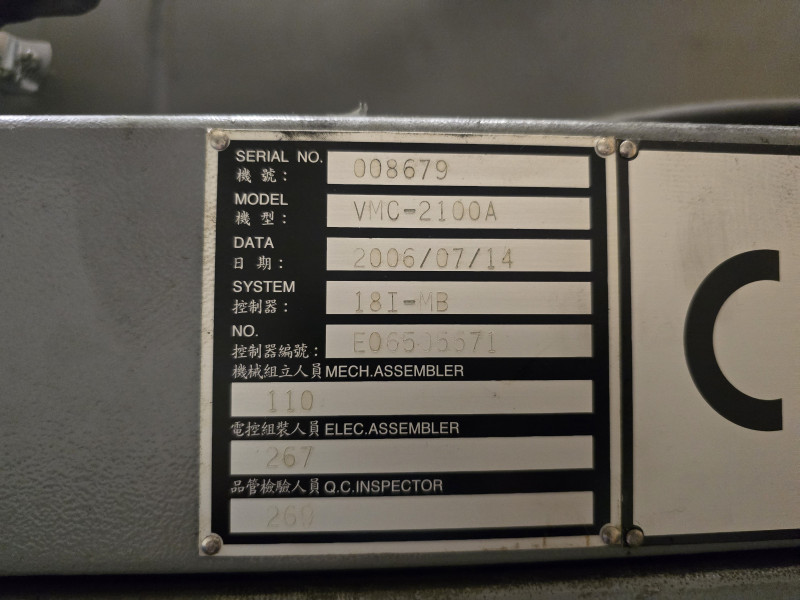 SERIAL NO.
機 號： 008679
MODEL
機 型： VMC-2100A
DATA
日 期： 2006/07/14
SYSTEM
控制器： 18I-MB
NO.
控制器編號：
機械組立人員 MECH.ASSEMBLER
110
電控組裝人員 ELEC.ASSEMBLER
267
品管檢驗人員 Q.C.INSPECTOR
260
C